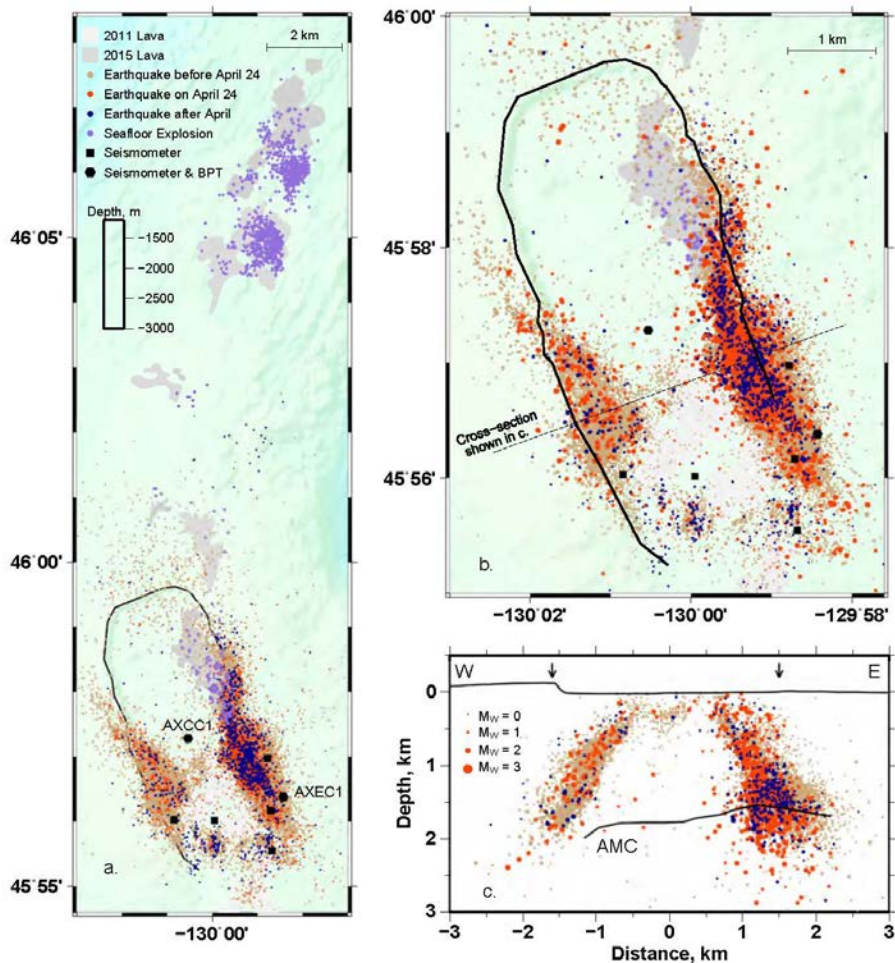 2011 Lava
2015 Lava
Earthquake before April 24
Earthquake on April 24
Earthquake after April
Seafloor Explosion
Seismometer
Seismometer & BPT
Depth, m
−1500
−2000
−2500
−3000
2 km
46˚05'
46˚00'
45˚55'
AXCC1
AXEC1
a.
−130˚00'
46˚00'
1 km
45˚58'
Cross−section
shown in c.
45˚56'
b.
−130˚02'
−130˚00'
−129˚58'
W
E
Mw = 0
Mw = 1
Mw = 2
Mw = 3
AMC
c.
Depth, km
0
1
2
3
−3
−2
−1
0
1
2
3
Distance, km